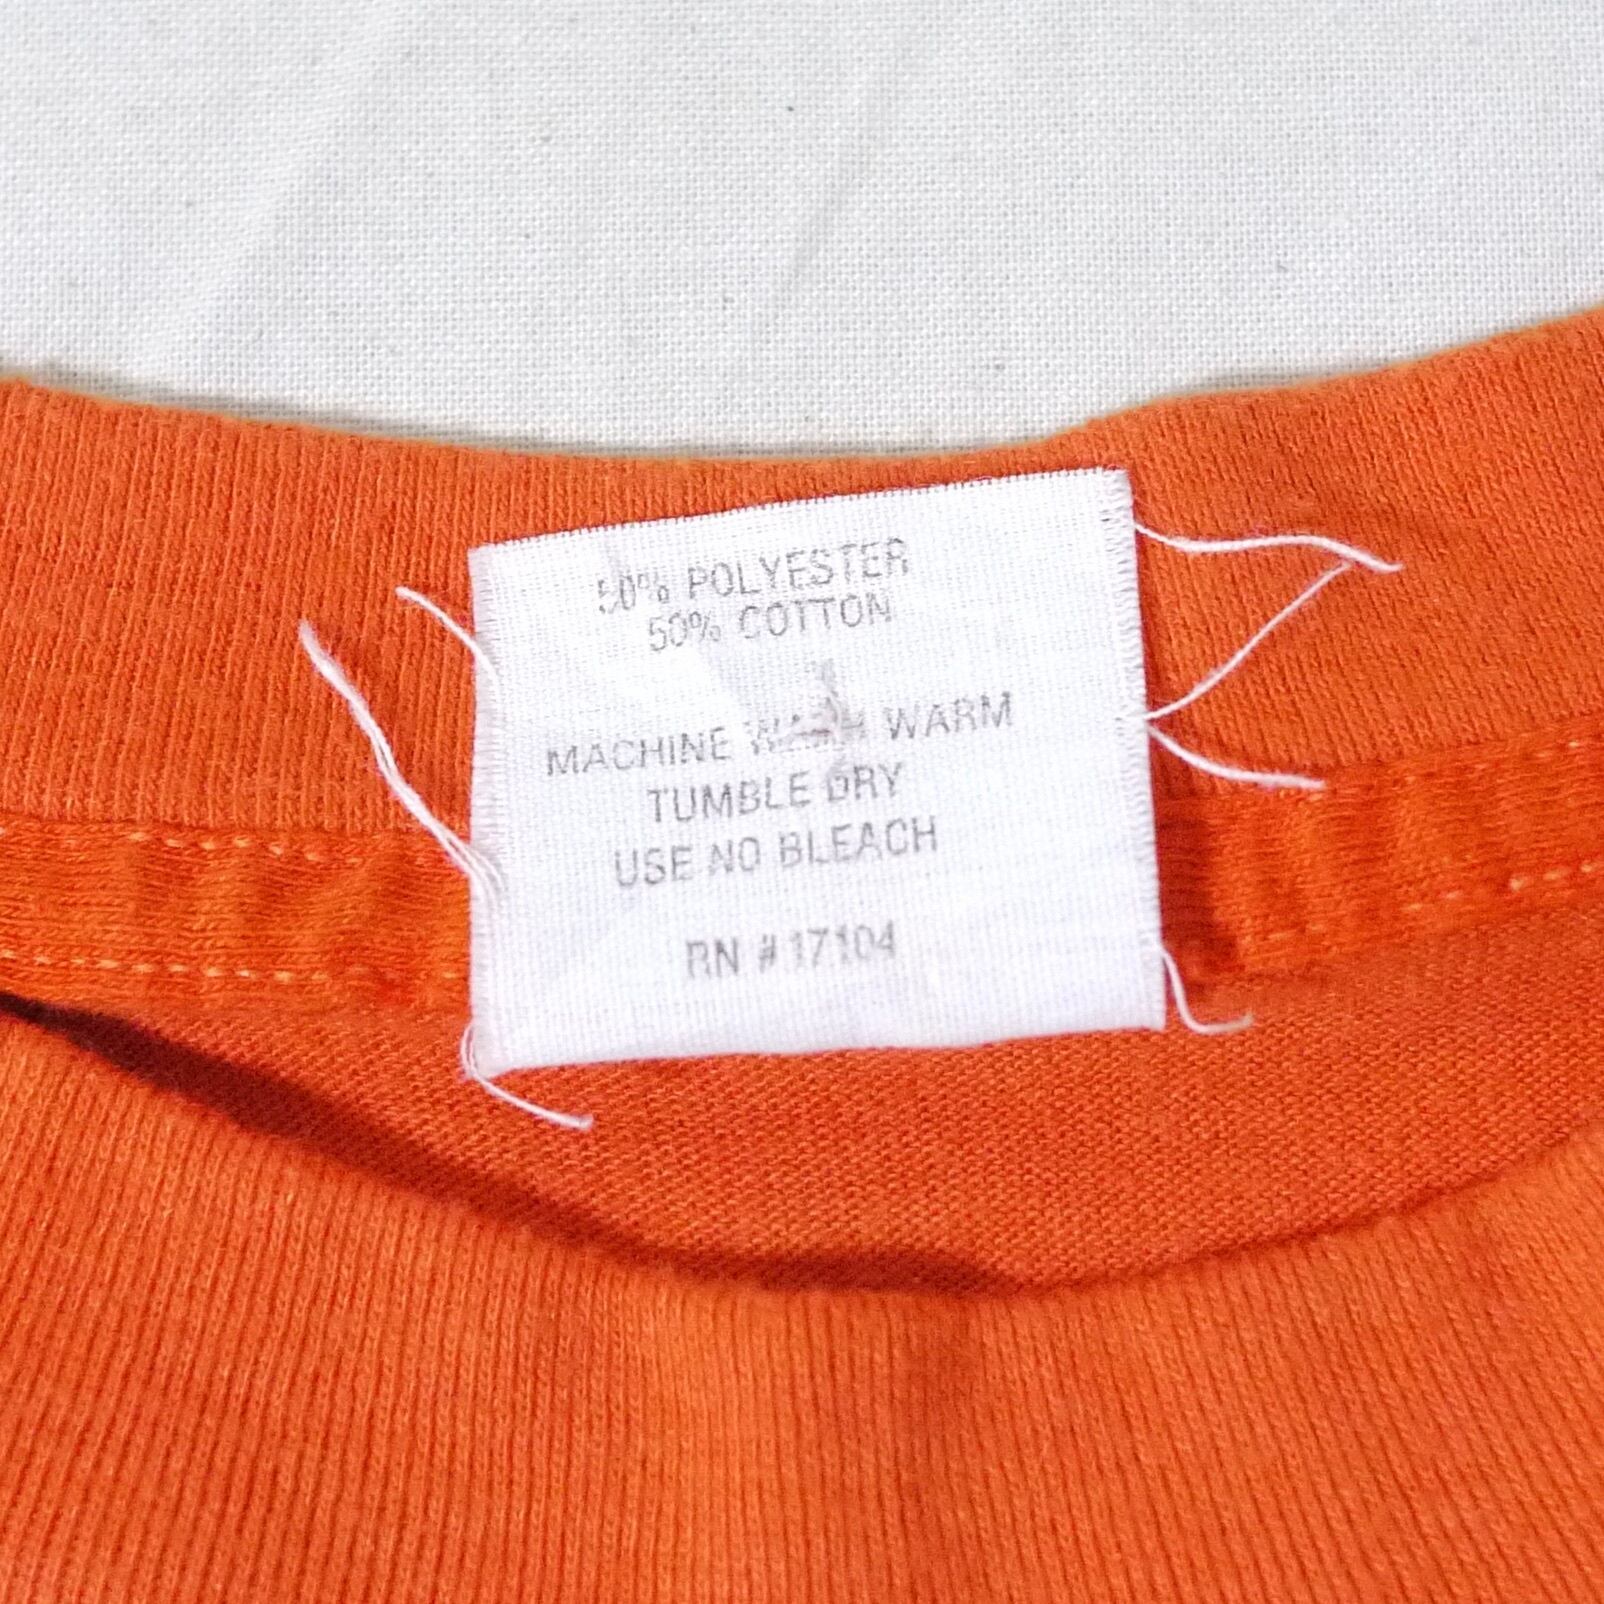 50% POLYESTER
50% COTTON
MACHINE WASH WARM
TUMBLE DRY
USE NO BLEACH
RN # 17104